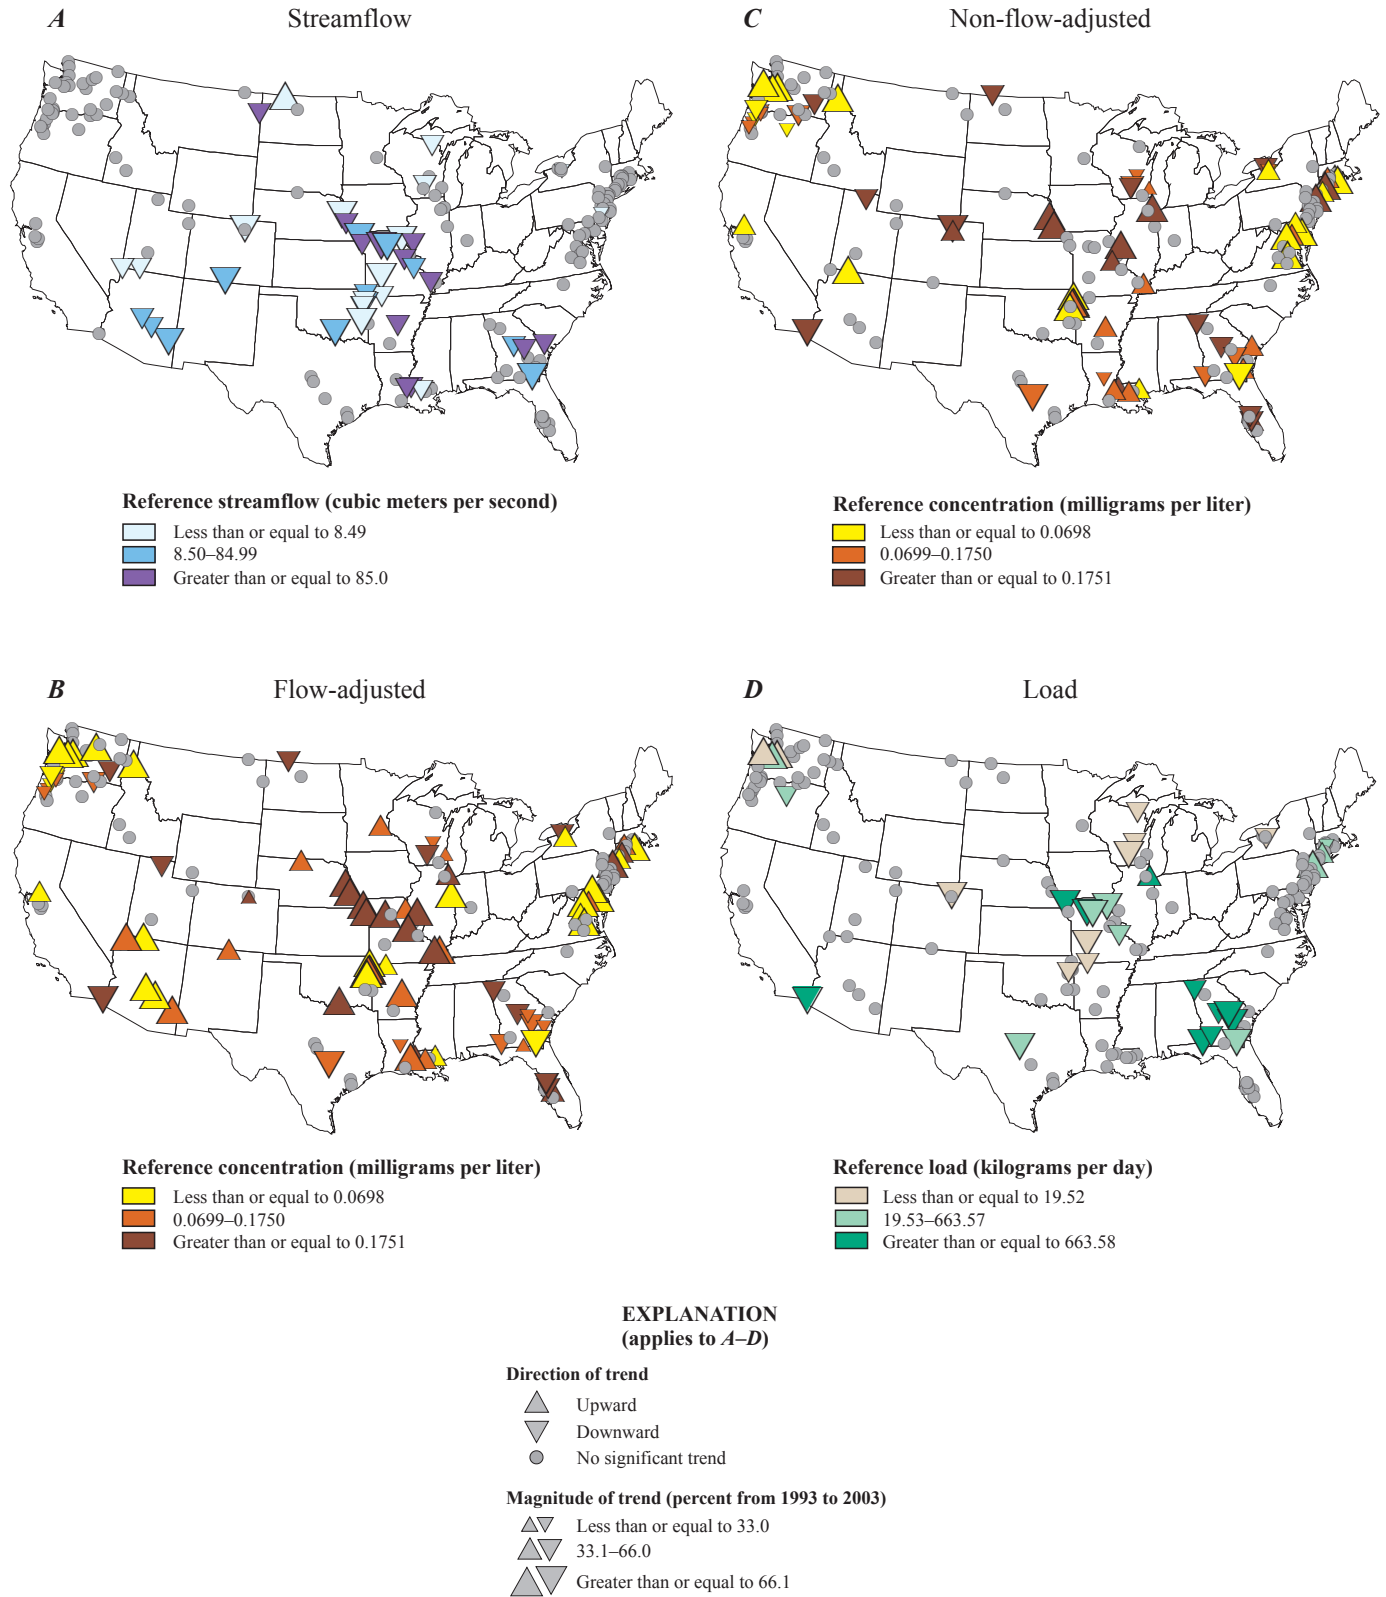 A Streamflow
C Non-flow-adjusted
Reference streamflow (cubic meters per second)
Less than or equal to 8.49
8.50–84.99
Greater than or equal to 85.0
Reference concentration (milligrams per liter)
Less than or equal to 0.0698
0.0699–0.1750
Greater than or equal to 0.1751
B Flow-adjusted
D Load
Reference concentration (milligrams per liter)
Less than or equal to 0.0698
0.0699–0.1750
Greater than or equal to 0.1751
Reference load (kilograms per day)
Less than or equal to 19.52
19.53–663.57
Greater than or equal to 663.58
EXPLANATION
(applies to A–D)
Direction of trend
Upward
Downward
No significant trend
Magnitude of trend (percent from 1993 to 2003)
Less than or equal to 33.0
33.1–66.0
Greater than or equal to 66.1